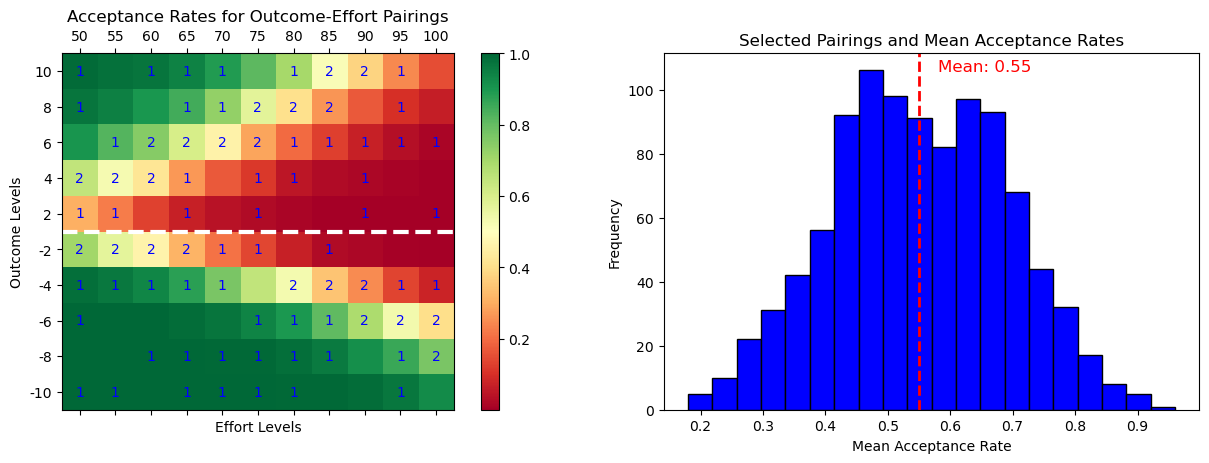 Acceptance Rates for Outcome-Effort Pairings
50 55 60 65 70 75 80 85 90 95 100
10 1 1 1 1 1 2 2 1
8 1 1 1 2 2 2 1
6 1 2 2 2 2 1 1 1 1 1
4 2 2 2 1 1 1 1
2 1 1 1 1 1 1
-2 2 2 2 2 1 1 1
-4 1 1 1 1 1 2 2 2 1 1
-6 1 1 1 1 2 2 2
-8 1 1 1 1 1 1 1 2
-10 1 1 1 1 1 1 1
Outcome Levels
Effort Levels
1.0
0.8
0.6
0.4
0.2
Selected Pairings and Mean Acceptance Rates
Mean: 0.55
100
80
60
40
20
0
Frequency
0.2 0.3 0.4 0.5 0.6 0.7 0.8 0.9
Mean Acceptance Rate